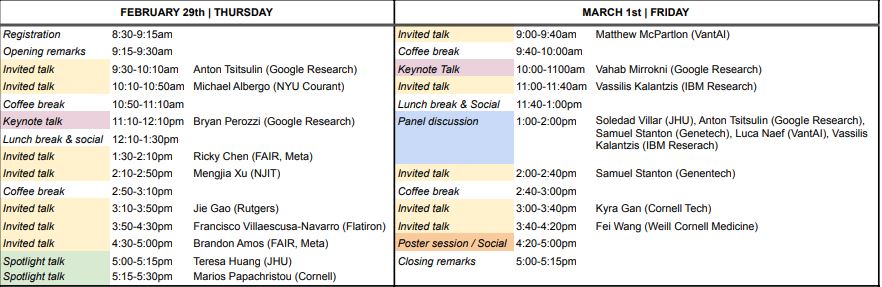 FEBRUARY 29th | THURSDAY
Registration 8:30-9:15am
Opening remarks 9:15-9:30am
Invited talk 9:30-10:10am Anton Tsitsulin (Google Research)
Invited talk 10:10-10:50am Michael Albergo (NYU Courant)
Coffee break 10:50-11:10am
Keynote talk 11:10-12:10pm Bryan Perozzi (Google Research)
Lunch break & social 12:10-1:30pm
Invited talk 1:30-2:10pm Ricky Chen (FAIR, Meta)
Invited talk 2:10-2:50pm Mengjia Xu (NJIT)
Coffee break 2:50-3:10pm
Invited talk 3:10-3:50pm Jie Gao (Rutgers)
Invited talk 3:50-4:30pm Francisco Villaescusa-Navarro (Flatiron)
Invited talk 4:30-5:00pm Brandon Amos (FAIR, Meta)
Spotlight talk 5:00-5:15pm Teresa Huang (JHU)
Spotlight talk 5:15-5:30pm Marios Papachristou (Cornell)
MARCH 1st | FRIDAY
Invited talk 9:00-9:40am Matthew McPartlon (VantAI)
Coffee break 9:40-10:00am
Keynote Talk 10:00-1100am Vahab Mirrokni (Google Research)
Invited talk 11:00-11:40am Vassilis Kalantzis (IBM Research)
Lunch break & Social 11:40-1:00pm
Panel discussion 1:00-2:00pm Soledad Villar (JHU), Anton Tsitsulin (Google Research),
Samuel Stanton (Genetech), Luca Naef (VantAI), Vassilis
Kalantzis (IBM Reserach)
Invited talk 2:00-2:40pm Samuel Stanton (Genentech)
Coffee break 2:40-3:00pm
Invited talk 3:00-3:40pm Kyra Gan (Cornell Tech)
Invited talk 3:40-4:20pm Fei Wang (Weill Cornell Medicine)
Poster session / Social 4:20-5:00pm
Closing remarks 5:00-5:15pm